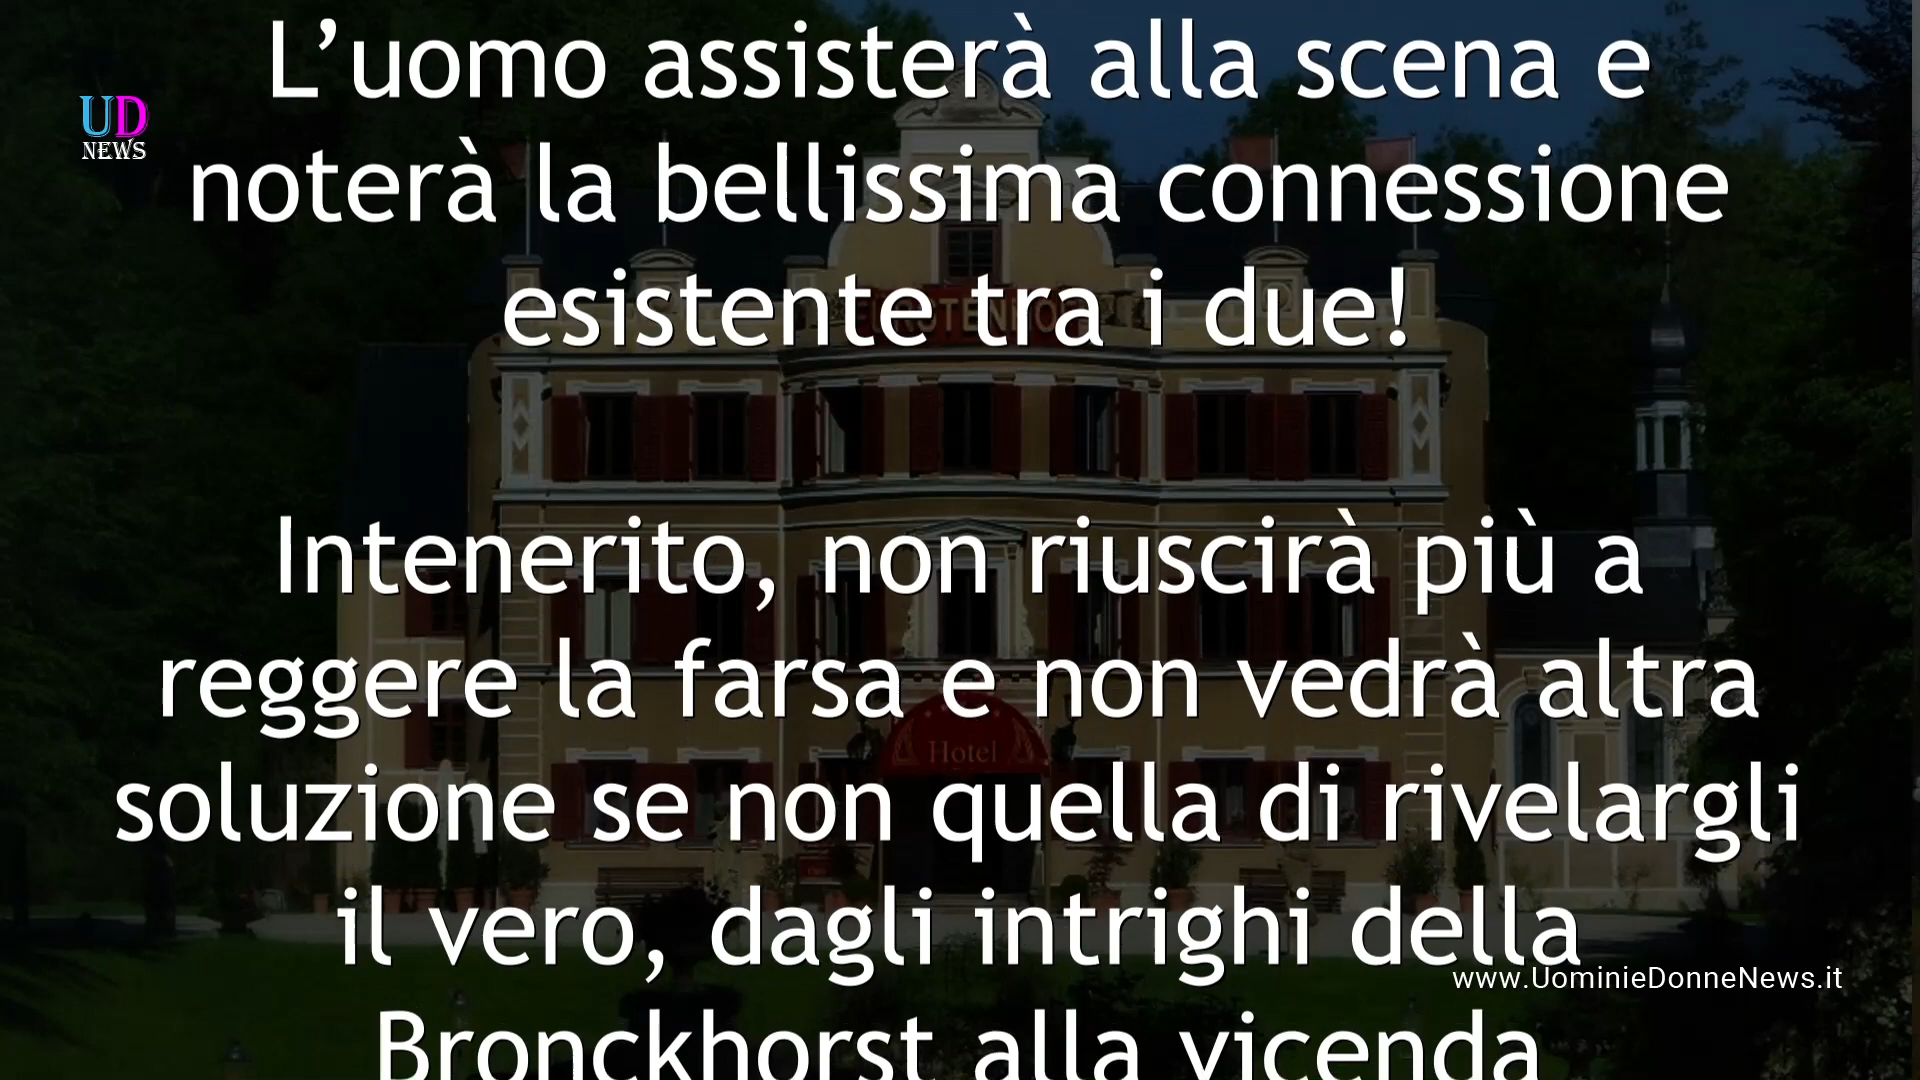 L’uomo assisterà alla scena e
UD
NEWS
noterà la bellissima connessione
esistente tra i due!
FÜRSTENHOF
Intenerito, non riuscirà più a
reggere la farsa e non vedrà altra
Hotel
soluzione se non quella di rivelargli
il vero, dagli intrighi della
www.UominieDonneNews.it
Bronckhorst alla vicenda